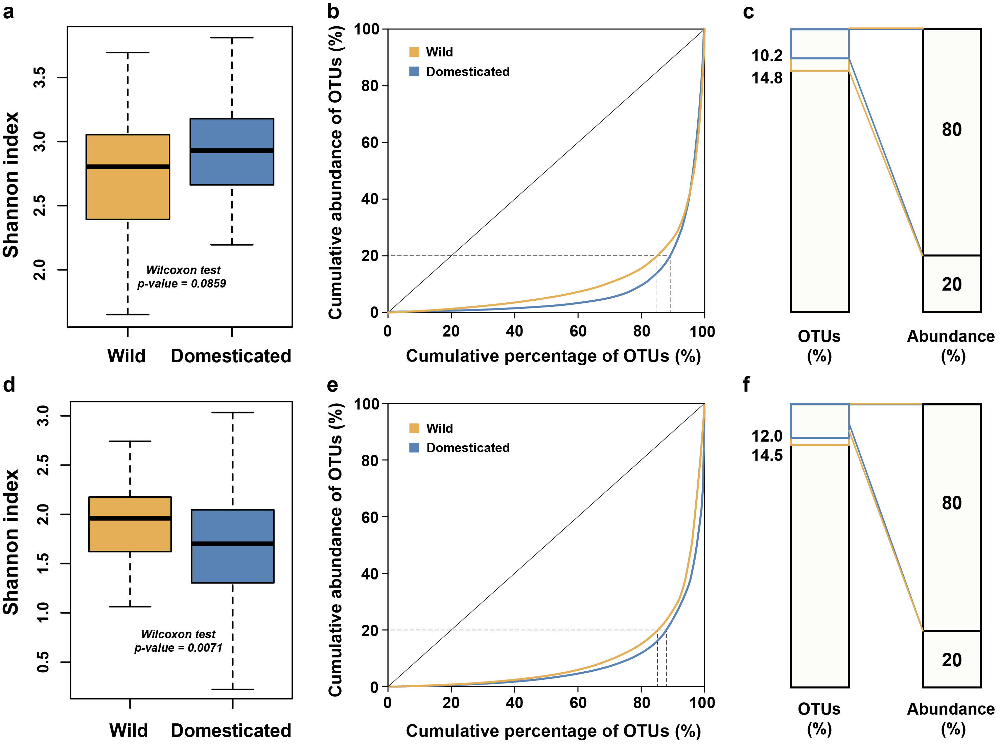 a
Shannon index
3.5
3.0
2.5
2.0
Wilcoxon test
p-value = 0.0859
Wild
Domesticated
b
Cumulative abundance of OTUs (%)
100
80
60
40
20
0
Wild
Domesticated
0
20
40
60
80
100
Cumulative percentage of OTUs (%)
c
10.2
14.8
80
20
OTUs
(%)
Abundance
(%)
d
Shannon index
3.0
2.5
2.0
1.5
1.0
0.5
Wilcoxon test
p-value = 0.0071
Wild
Domesticated
e
Cumulative abundance of OTUs (%)
100
80
60
40
20
0
Wild
Domesticated
0
20
40
60
80
100
Cumulative percentage of OTUs (%)
f
12.0
14.5
80
20
OTUs
(%)
Abundance
(%)